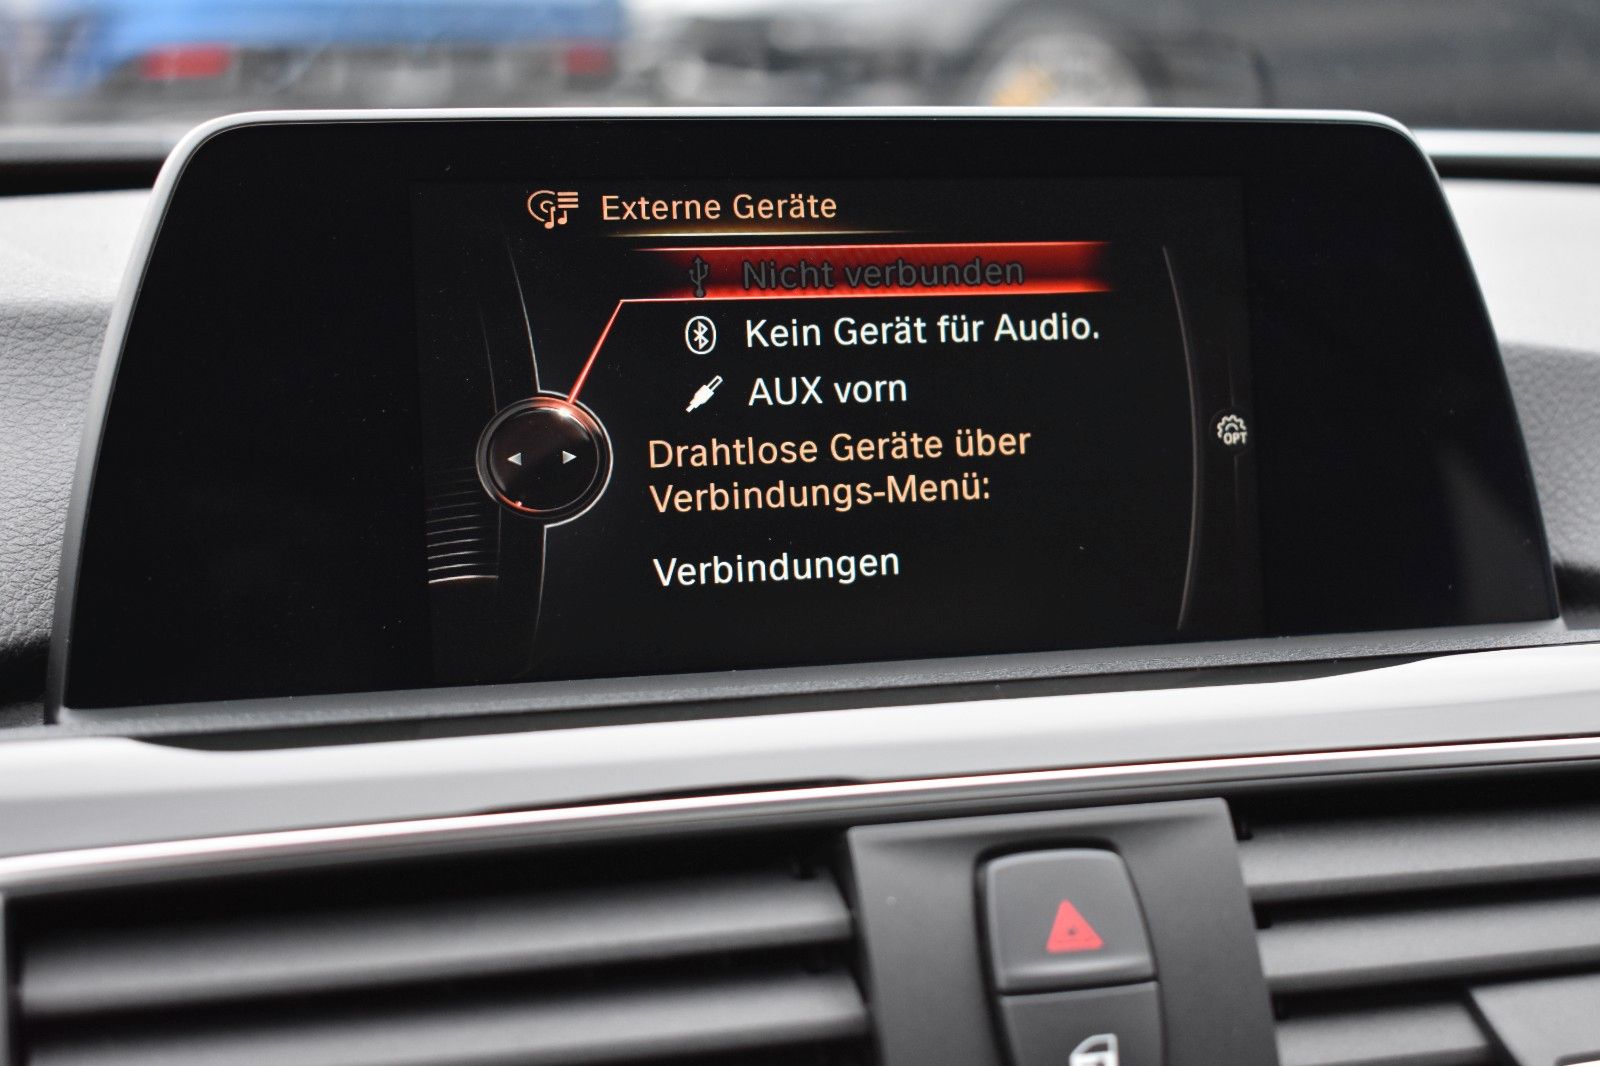 Externe Geräte
Nicht verbunden
Kein Gerät für Audio.
AUX vorn
OPT
Drahtlose Geräte über
Verbindungs-Menü:
Verbindungen